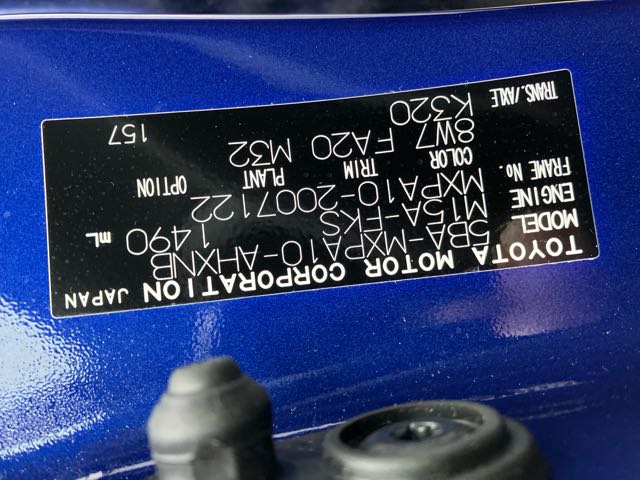 TOYOTA MOTOR CORPORATION JAPAN
MODEL 5BA-MXPA10-AHXNB
ENGINE M15A-FKS 1490 mL
FRAME No. MXPA10-2007122
COLOR TRIM PLANT OPTION
8W7 FA20 M32
TRANS./AXLE K320
157